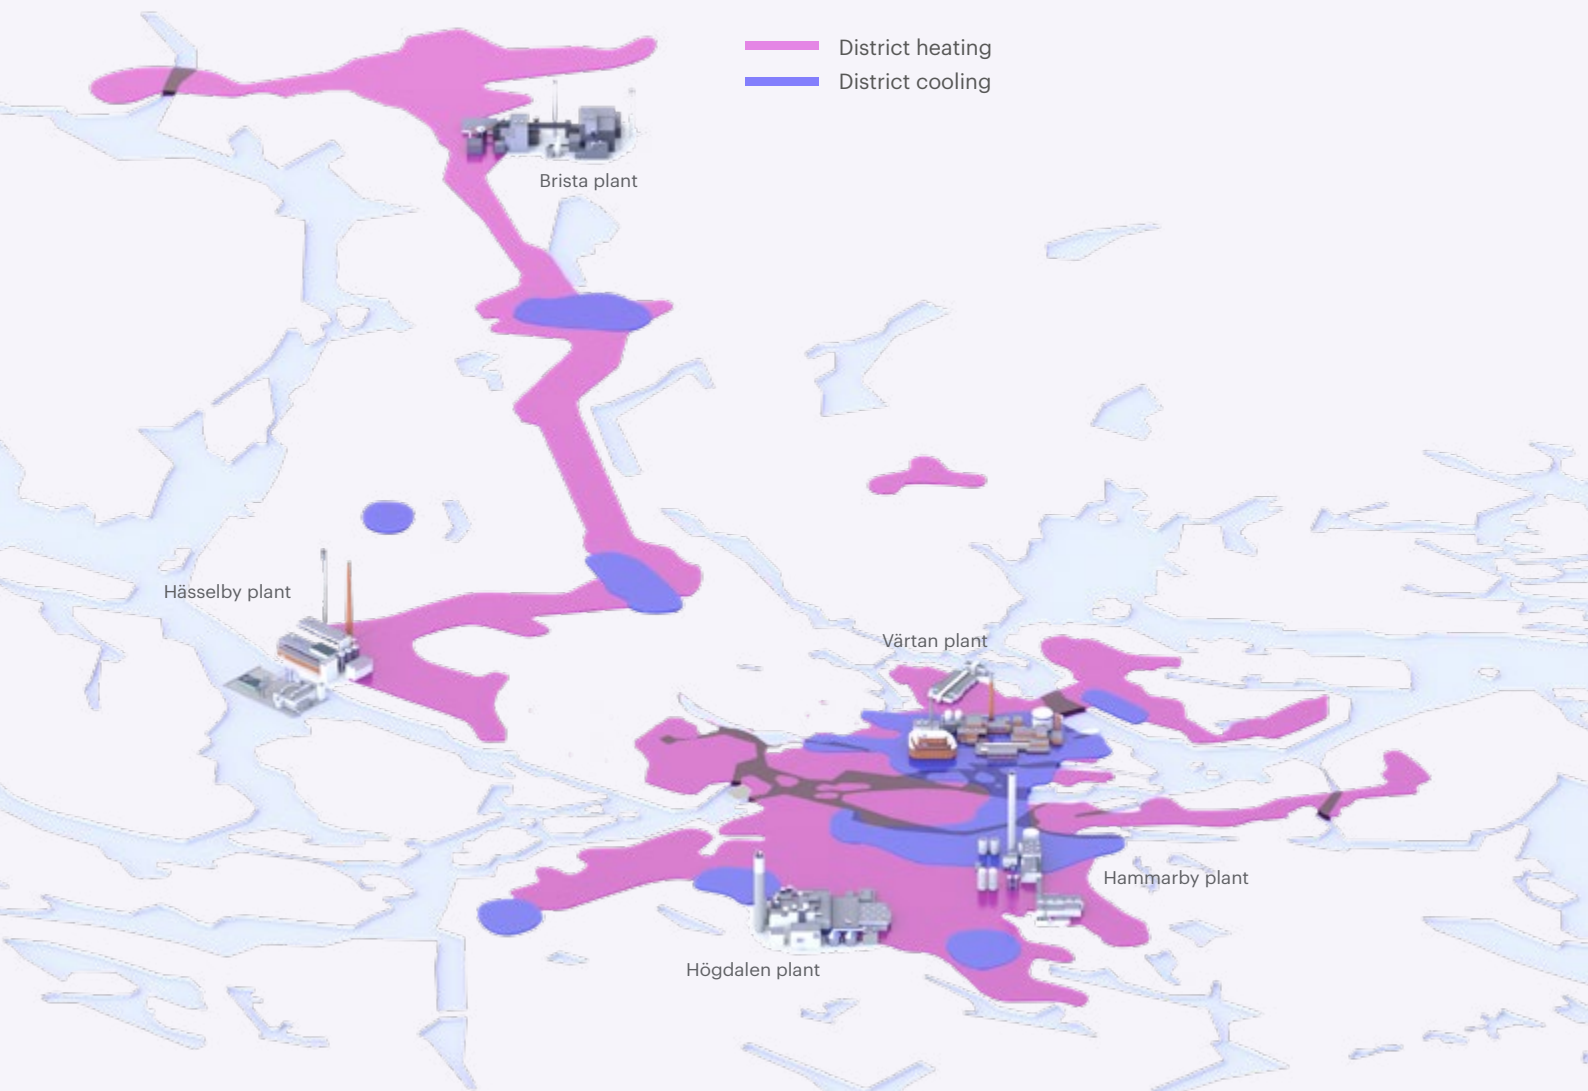 District heating
District cooling
Brista plant
Hässelby plant
Värtan plant
Hammarby plant
Högdalen plant